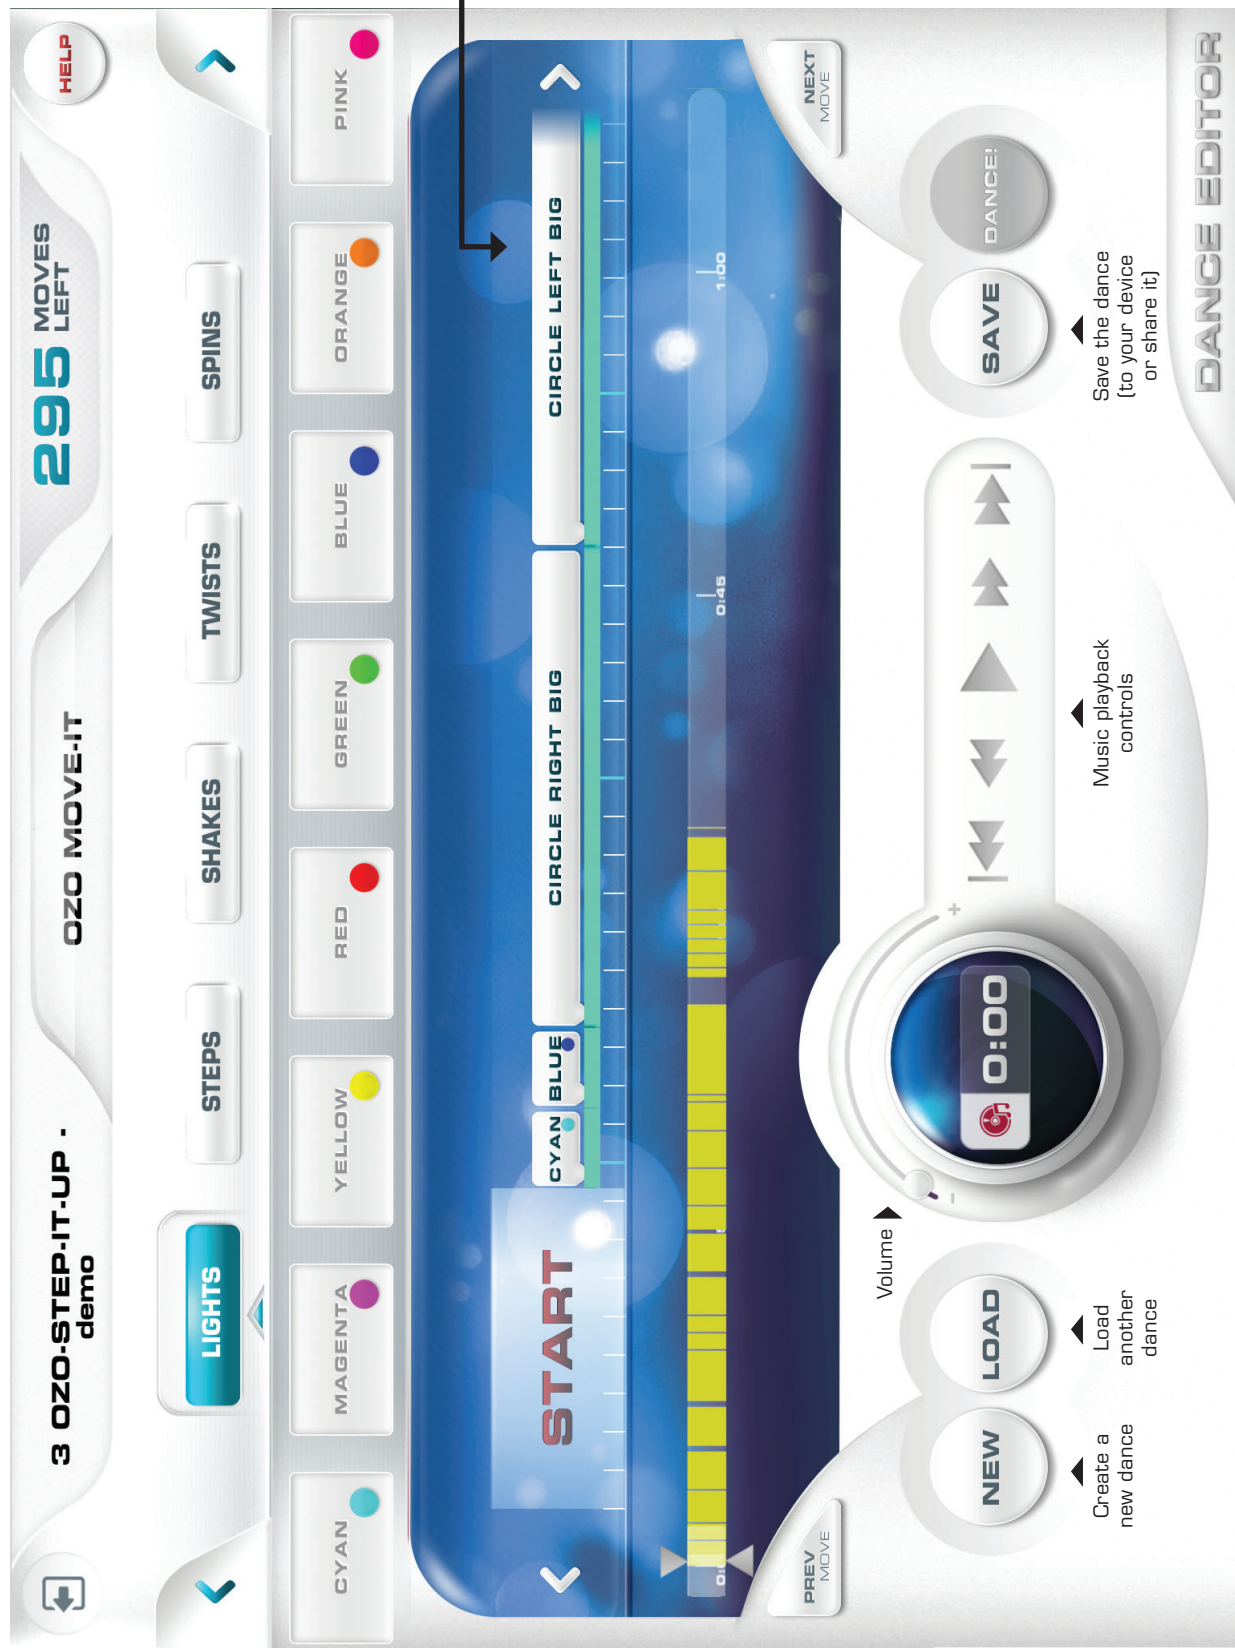 3 OZO-STEP-IT-UP -
demo
OZO MOVE-IT
295 MOVES
LEFT
HELP
LIGHTS
STEPS
SHAKES
TWISTS
SPINS
CYAN
MAGENTA
YELLOW
RED
GREEN
BLUE
ORANGE
PINK
START
CYAN
BLUE
CIRCLE RIGHT BIG
CIRCLE LEFT BIG
0:45
1:00
PREV
MOVE
NEXT
MOVE
Volume
-
+
NEW
LOAD
0:00
SAVE
DANCE!
Create a
new dance
Load
another
dance
Music playback
controls
Save the dance
(to your device
or share it)
DANCE EDITOR